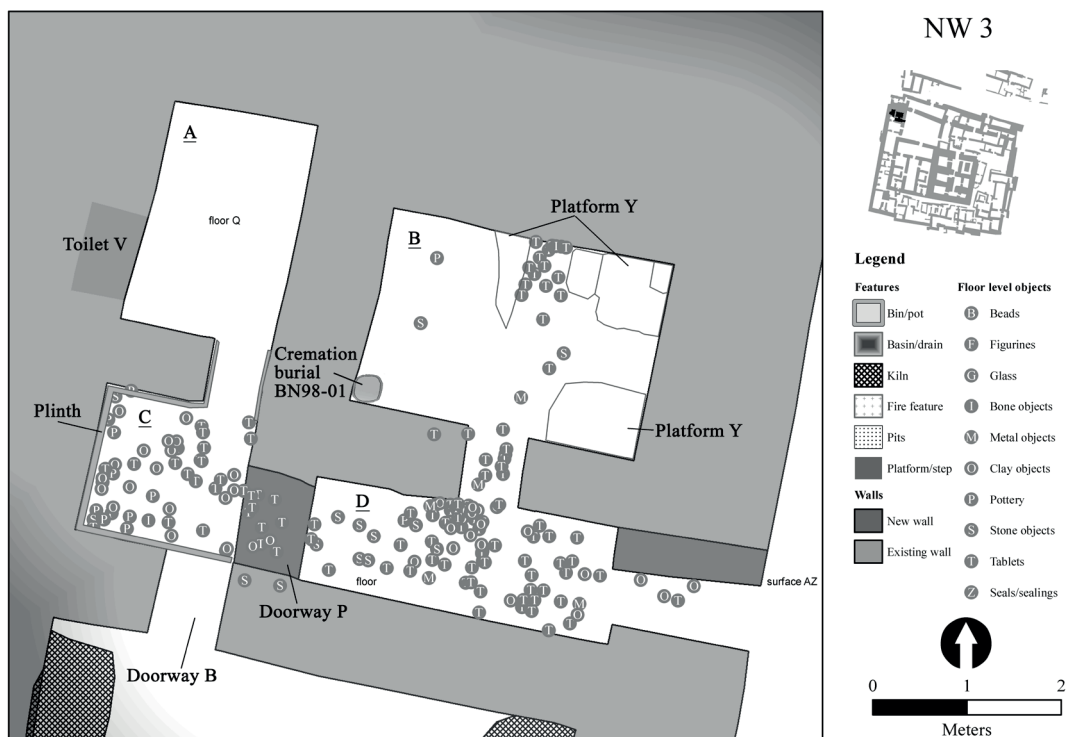 NW 3
A
floor Q
Toilet V
Platform Y
B
Cremation
burial
BN98-01
Plinth
C
Platform Y
D
floor
surface AZ
Doorway P
Doorway B
Legend
Features
Bin/pot
Basin/drain
Kiln
Fire feature
Pits
Platform/step
Walls
New wall
Existing wall
Floor level objects
B Beads
F Figurines
G Glass
I Bone objects
M Metal objects
O Clay objects
P Pottery
S Stone objects
T Tablets
Z Seals/sealings
0 1 2
Meters